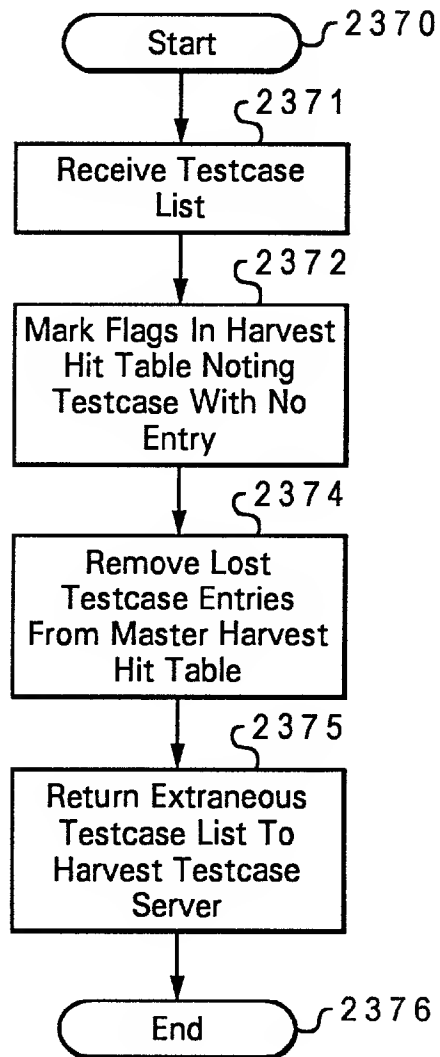 Start
2370
2371
Receive Testcase
List
2372
Mark Flags In Harvest
Hit Table Noting
Testcase With No
Entry
2374
Remove Lost
Testcase Entries
From Master Harvest
Hit Table
2375
Return Extraneous
Testcase List To
Harvest Testcase
Server
End
2376